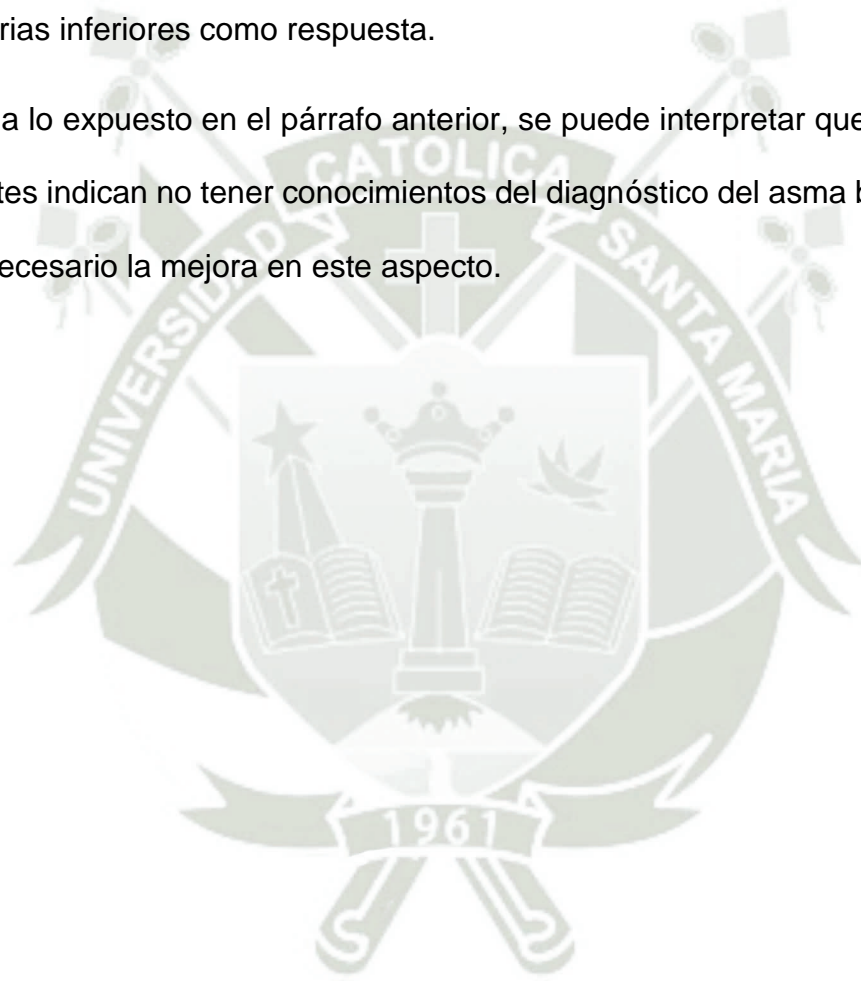 rias inferiores como respuesta.
a lo expuesto en el párrafo anterior, se puede interpretar que
tes indican no tener conocimientos del diagnóstico del asma b
ecesario la mejora en este aspecto.
UNIVERSIDAD CATOLICA SANTA MARIA
1961